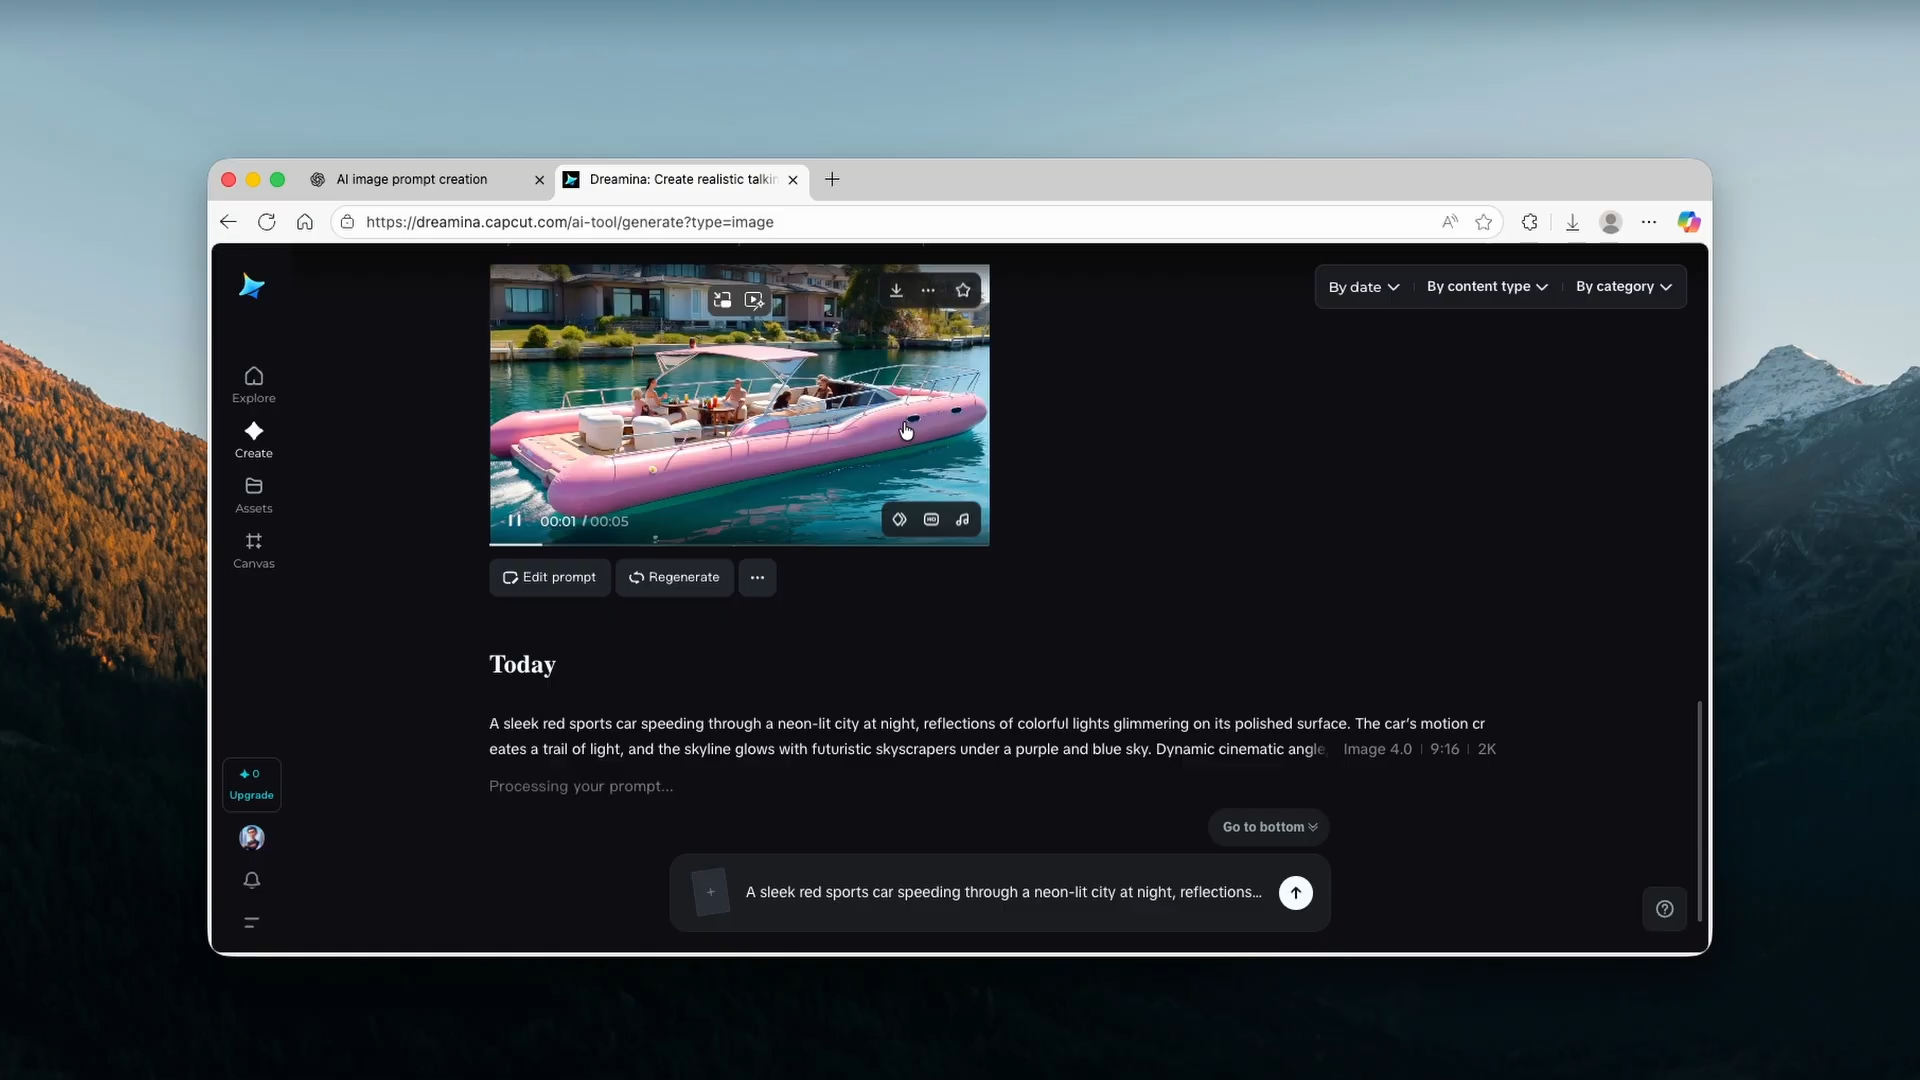 AI image prompt creation
Dreamina: Create realistic talkin
https://dreamina.capcut.com/ai-tool/generate?type=image
By date
By content type
By category
Explore
Create
Assets
Canvas
HD
00:01 / 00:05
Edit prompt
Regenerate
Today
A sleek red sports car speeding through a neon-lit city at night, reflections of colorful lights glimmering on its polished surface. The car's motion cr
eates a trail of light, and the skyline glows with futuristic skyscrapers under a purple and blue sky. Dynamic cinematic angle, Image 4.0 | 9:16 | 2K
Processing your prompt...
0
Upgrade
Go to bottom
A sleek red sports car speeding through a neon-lit city at night, reflections...